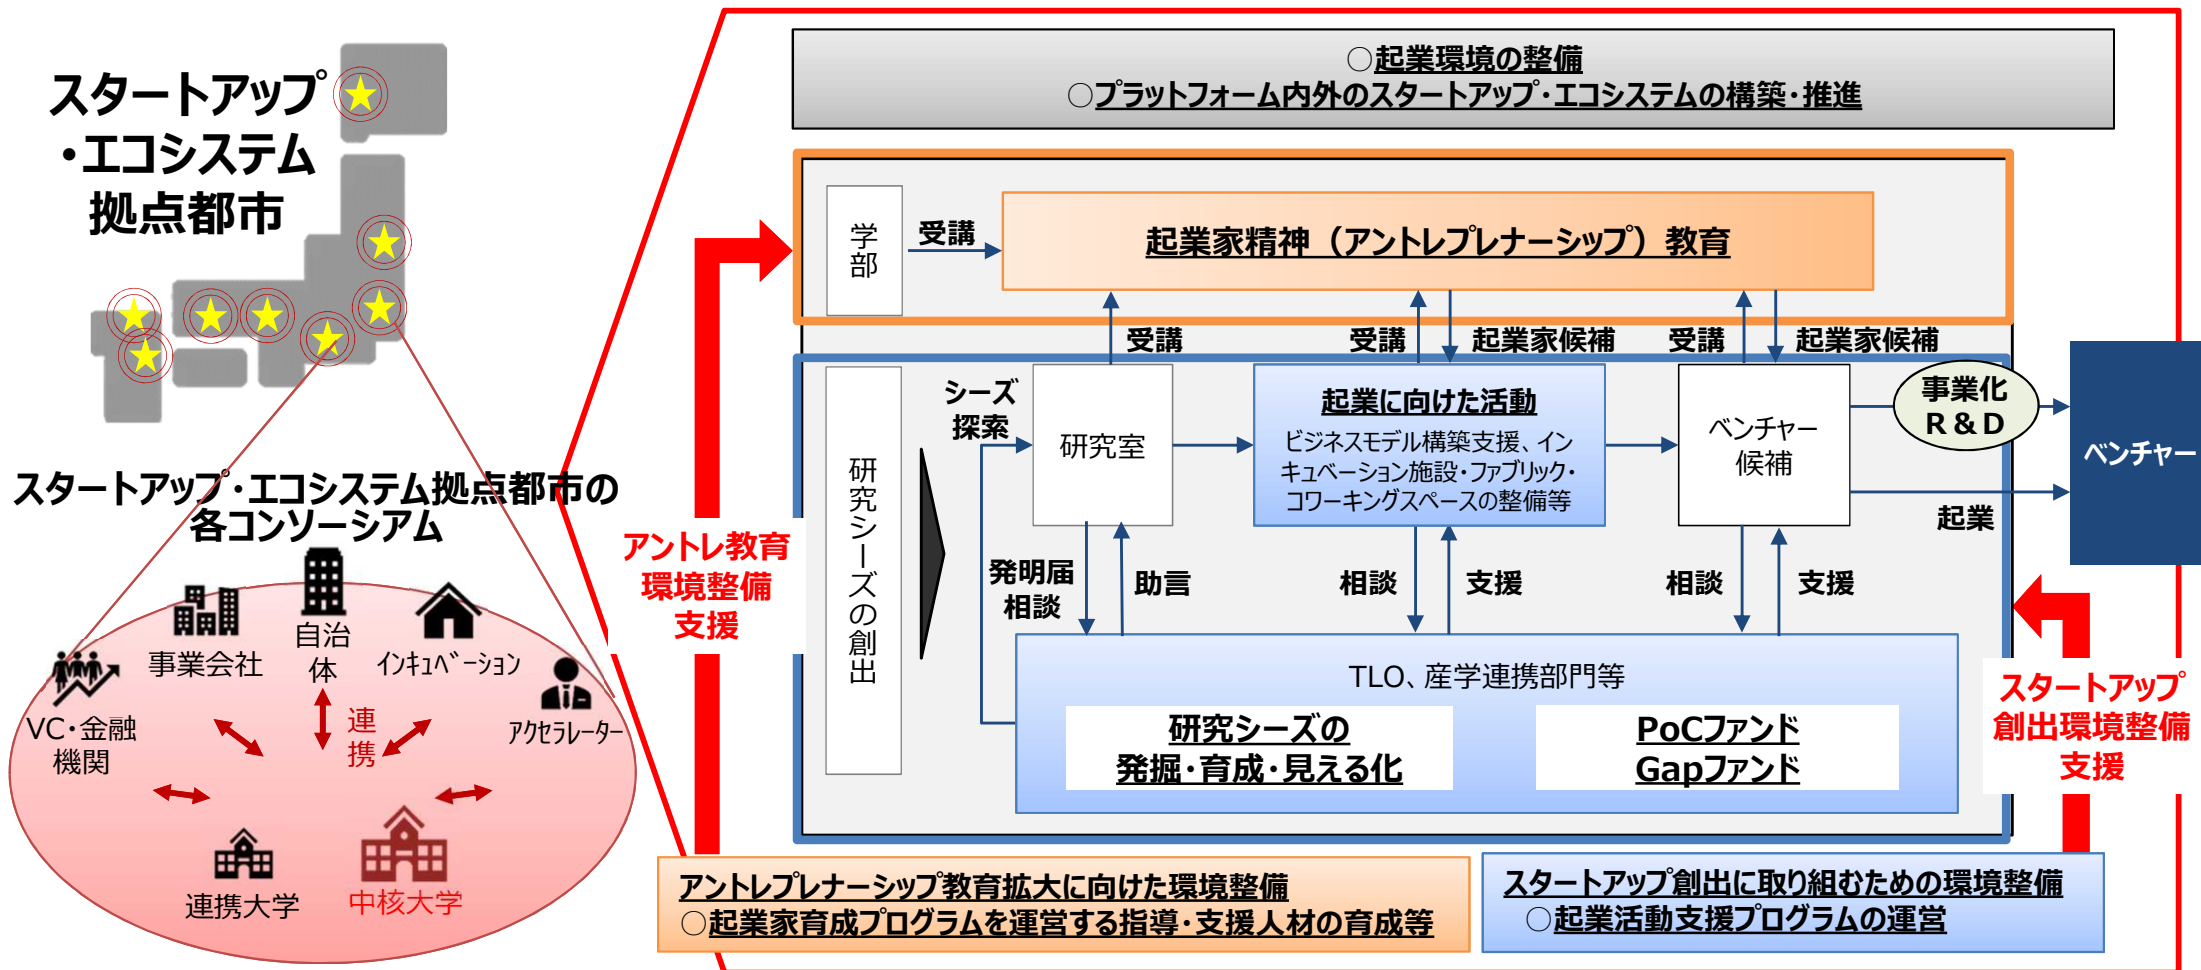 スタートアップ
・エコシステム
拠点都市
スタートアップ・エコシステム拠点都市の
各コンソーシアム
自治
体
事業会社
インキュベーション
VC・金融
機関
アクセラレーター
連
携
連携大学
中核大学
○起業環境の整備
○プラットフォーム内外のスタートアップ・エコシステムの構築・推進
学部
受講
起業家精神（アントレプレナーシップ）教育
受講
受講
起業家候補
受講
起業家候補
研究シーズの創出
シーズ
探索
研究室
起業に向けた活動
ビジネスモデル構築支援、イン
キュベーション施設・ファブリック・
コワーキングスペースの整備等
ベンチャー
候補
事業化
R＆D
起業
ベンチャー
発明届
相談
助言
相談
支援
相談
支援
TLO、産学連携部門等
研究シーズの
発掘・育成・見える化
PoCファンド
Gapファンド
アントレ教育
環境整備
支援
スタートアップ
創出環境整備
支援
アントレプレナーシップ教育拡大に向けた環境整備
○起業家育成プログラムを運営する指導・支援人材の育成等
スタートアップ創出に取り組むための環境整備
○起業活動支援プログラムの運営